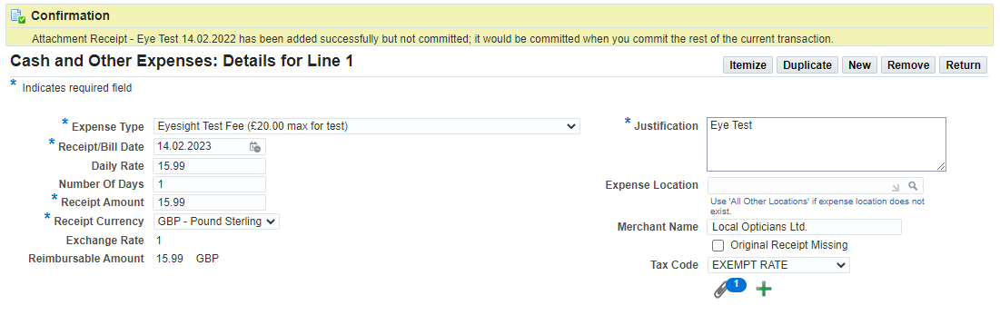 Confirmation
Attachment Receipt - Eye Test 14.02.2022 has been added successfully but not committed; it would be committed when you commit the rest of the current transaction.
Cash and Other Expenses: Details for Line 1
Itemize Duplicate New Remove Return
* Indicates required field
* Expense Type Eyesight Test Fee (£20.00 max for test)
* Receipt/Bill Date 14.02.2023
Daily Rate 15.99
Number Of Days 1
* Receipt Amount 15.99
* Receipt Currency GBP - Pound Sterling
Exchange Rate 1
Reimbursable Amount 15.99 GBP
* Justification Eye Test
Expense Location
Use 'All Other Locations' if expense location does not
exist.
Merchant Name Local Opticians Ltd.
Original Receipt Missing
Tax Code EXEMPT RATE
1